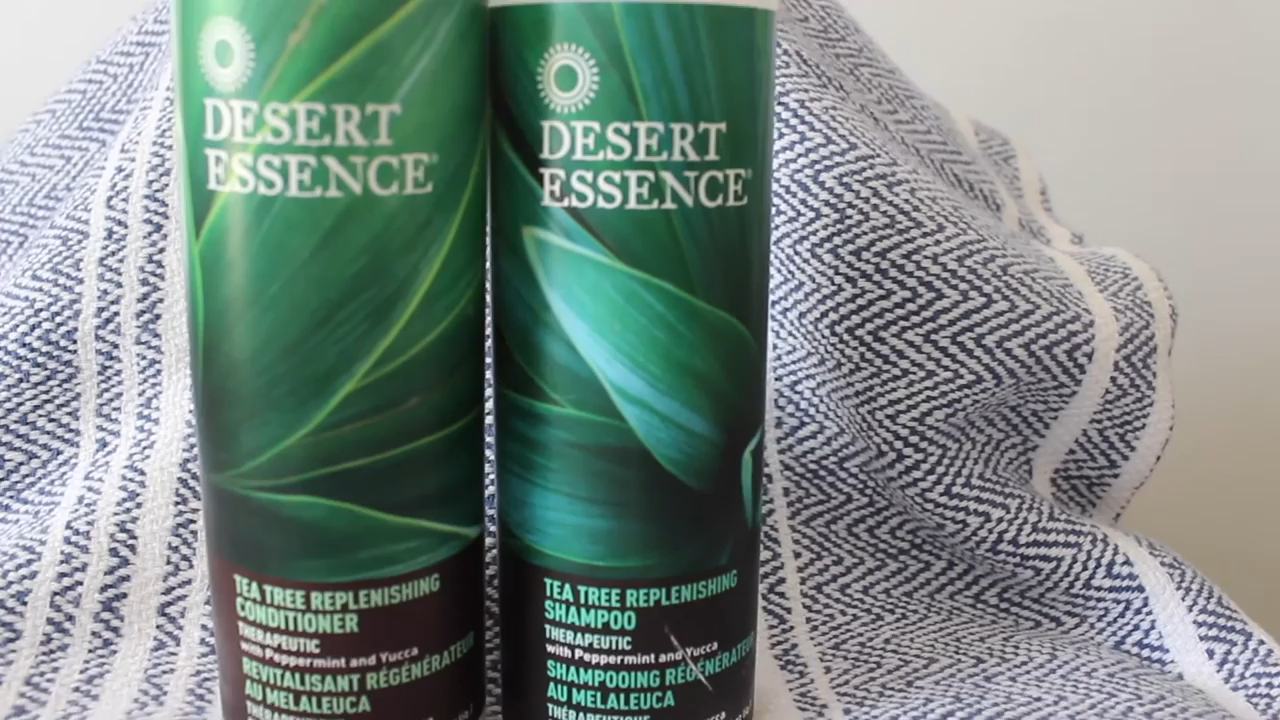 DESERT
ESSENCE®
TEA TREE REPLENISHING
CONDITIONER
THERAPEUTIC
with Peppermint and Yucca
REVITALISANT RÉGÉNÉRATEUR
AU MELALEUCA
DESERT
ESSENCE®
TEA TREE REPLENISHING
SHAMPOO
THERAPEUTIC
with Peppermint and Yucca
SHAMPOOING RÉGÉNÉRATEUR
AU MELALEUCA
THÉRAPEUTIQUE